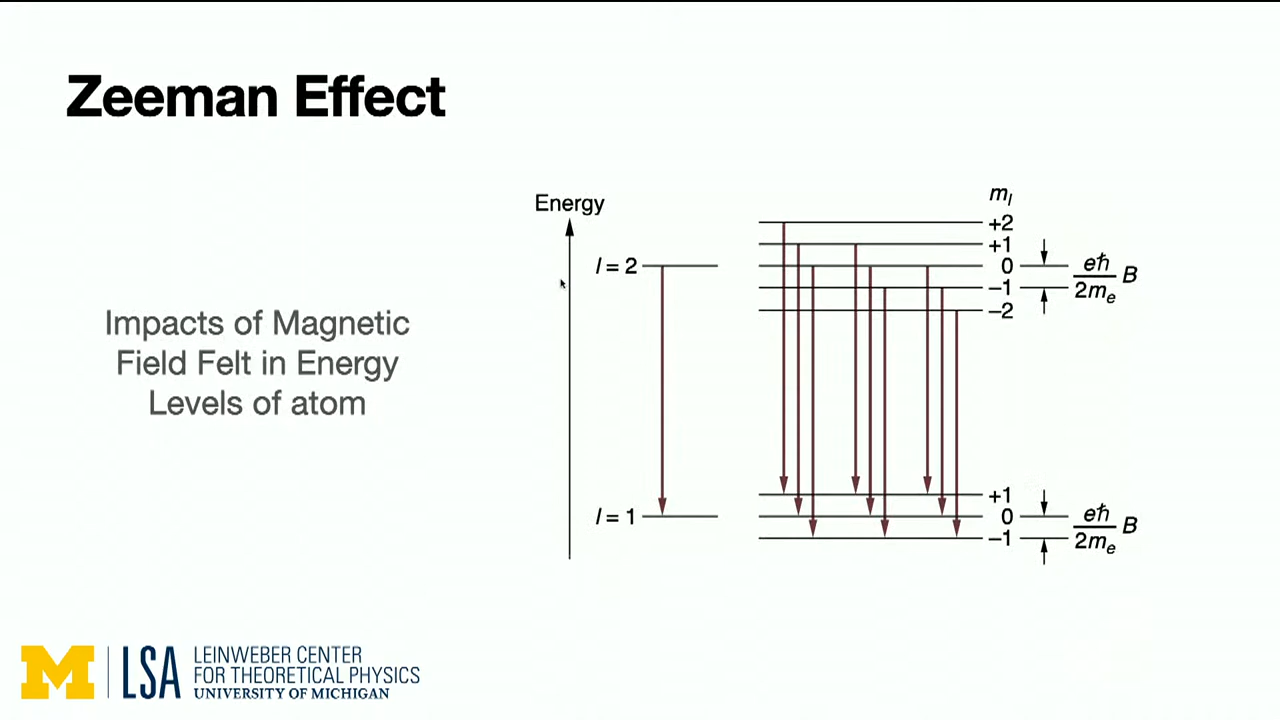 Zeeman Effect
Impacts of Magnetic
Field Felt in Energy
Levels of atom
Energy
l = 2
l = 1
m_l
+2
+1
0
–1
–2
eħ
2m_e
B
+1
0
–1
eħ
2m_e
B
M
LSA
LEINWEBER CENTER
FOR THEORETICAL PHYSICS
UNIVERSITY OF MICHIGAN